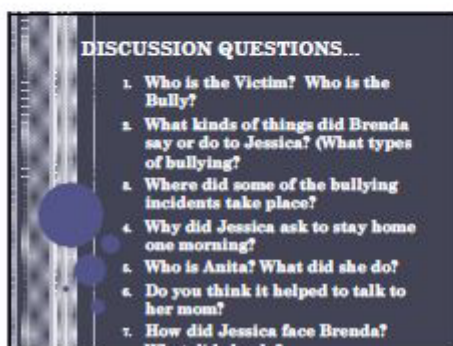 DISCUSSION QUESTIONS...
1. Who is the Victim? Who is the
Bully?
2. What kinds of things did Brenda
say or do to Jessica? (What types
of bullying?
3. Where did some of the bullying
incidents take place?
4. Why did Jessica ask to stay home
one morning?
5. Who is Anita? What did she do?
6. Do you think it helped to talk to
her mom?
7. How did Jessica face Brenda?